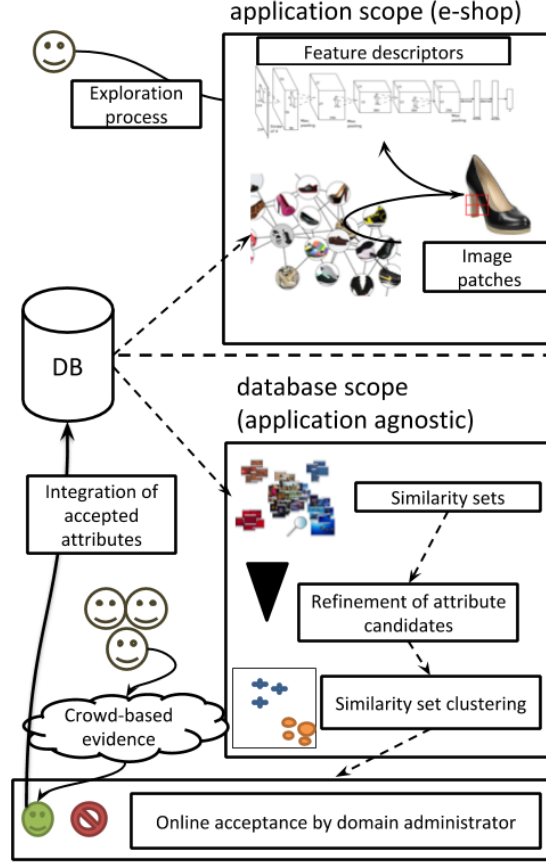 application scope (e-shop)
Feature descriptors
Exploration
process
Image
patches
DB
database scope
(application agnostic)
Integration of
accepted
attributes
Similarity sets
Refinement of attribute
candidates
Similarity set clustering
Crowd-based
evidence
Online acceptance by domain administrator